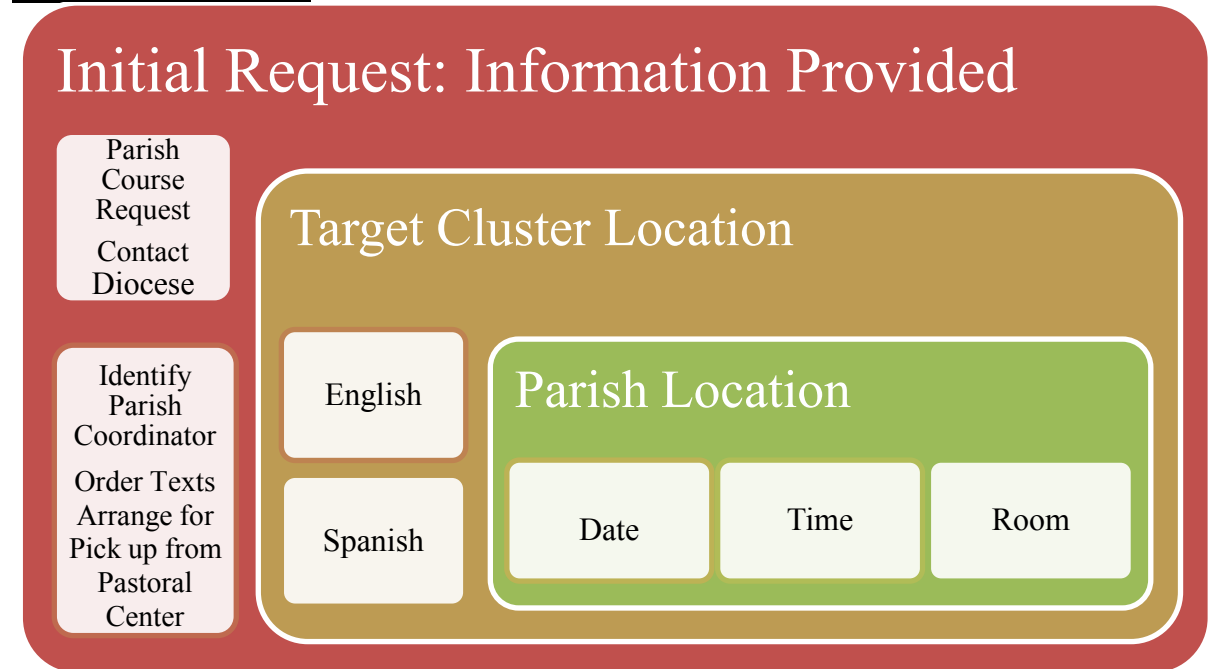 Initial Request: Information Provided
Parish
Course
Request
Contact
Diocese
Identify
Parish
Coordinator
Order Texts
Arrange for
Pick up from
Pastoral
Center
Target Cluster Location
English
Spanish
Parish Location
Date
Time
Room